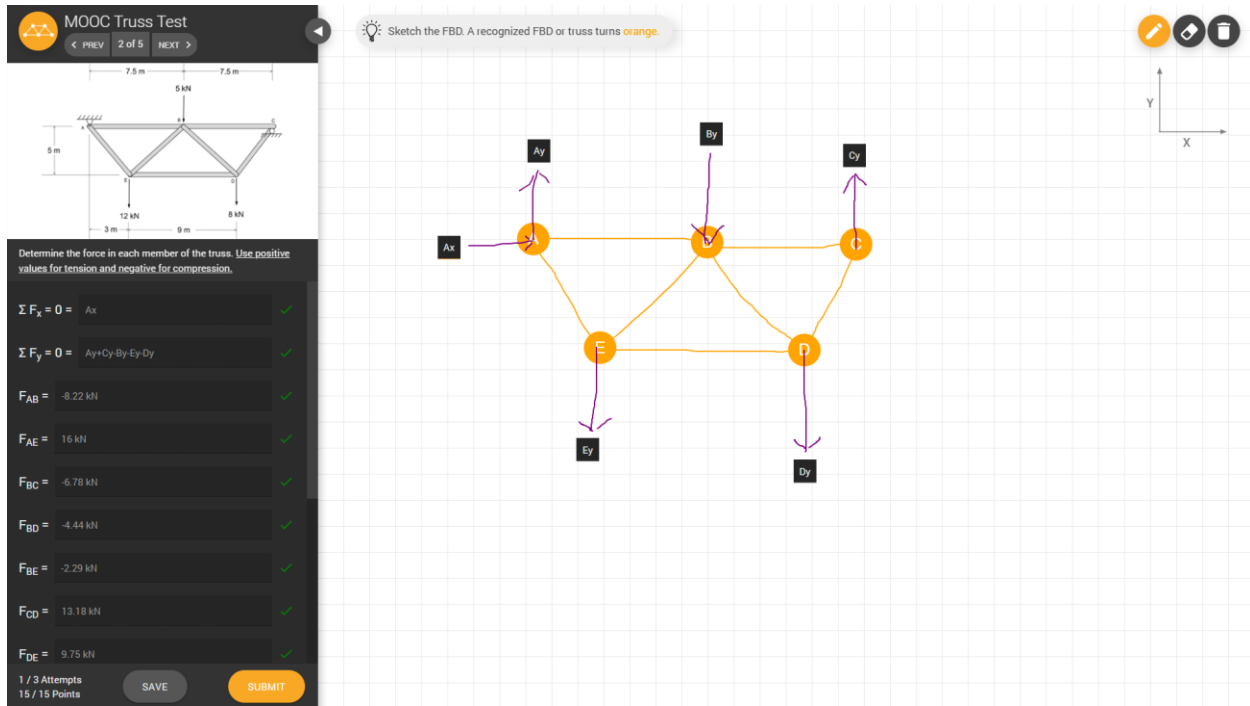 MOOC Truss Test
PREV 2 of 5 NEXT
Sketch the FBD. A recognized FBD or truss turns orange.
7.5 m 7.5 m
5 kN
A B C
5 m
E D
12 kN 8 kN
3 m 9 m
Determine the force in each member of the truss. Use positive
values for tension and negative for compression.
Σ Fx = 0 = Ax
Σ Fy = 0 = Ay+Cy-By-Ey-Dy
FAB = -8.22 kN
FAE = 16 kN
FBC = -6.78 kN
FBD = -4.44 kN
FBE = -2.29 kN
FCD = 13.18 kN
FDE = 9.75 kN
1 / 3 Attempts
15 / 15 Points
SAVE SUBMIT
Y
X
Ay By Cy
Ax A B C
E D
Ey Dy